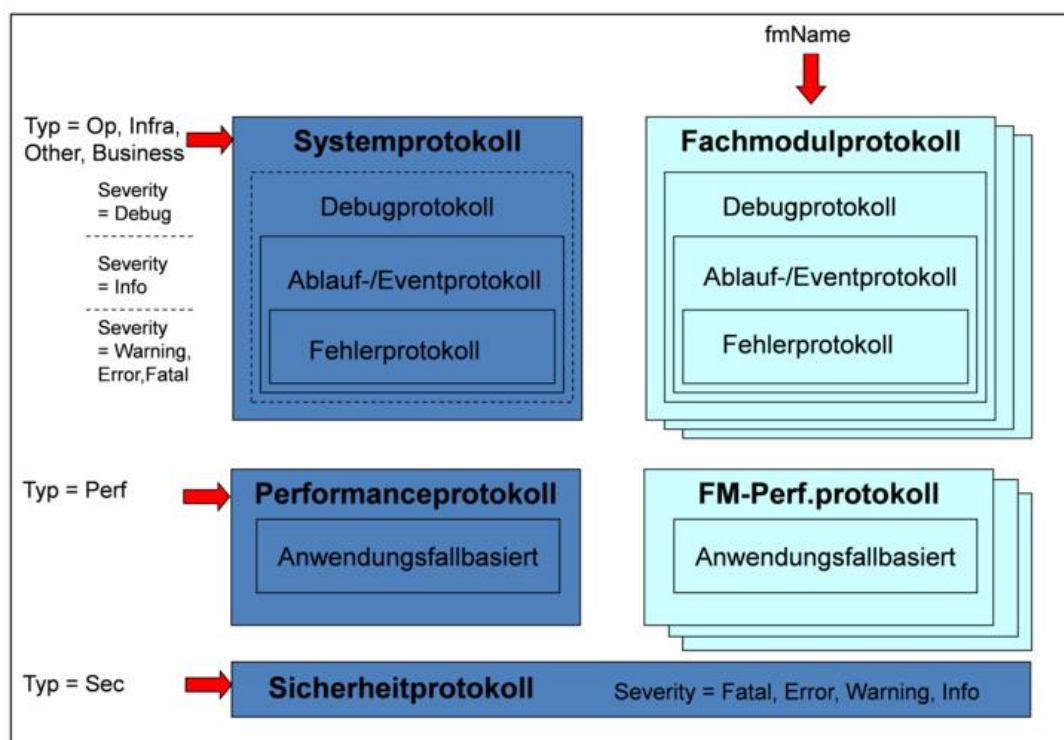 fmName
Typ = Op, Infra,
Other, Business
Systemprotokoll
Fachmodulprotokoll
Severity
= Debug
Debugprotokoll
Debugprotokoll
Severity
= Info
Ablauf-/Eventprotokoll
Ablauf-/Eventprotokoll
Severity
= Warning,
Error,Fatal
Fehlerprotokoll
Fehlerprotokoll
Typ = Perf
Performanceprotokoll
FM-Perf.protokoll
Anwendungsfallbasiert
Anwendungsfallbasiert
Typ = Sec
Sicherheitprotokoll
Severity = Fatal, Error, Warning, Info